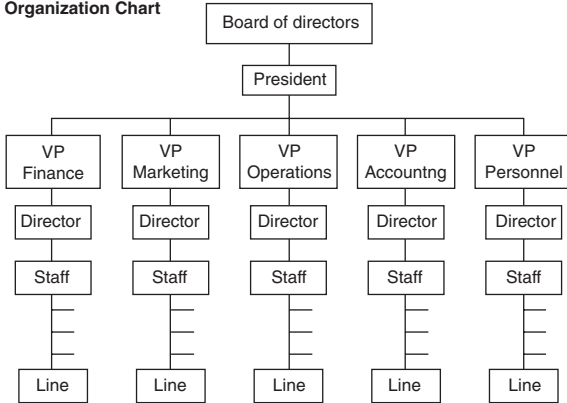 Organization Chart
Board of directors
President
VP
Finance
VP
Marketing
VP
Operations
VP
Accountng
VP
Personnel
Director
Director
Director
Director
Director
Staff
Staff
Staff
Staff
Staff
Line
Line
Line
Line
Line